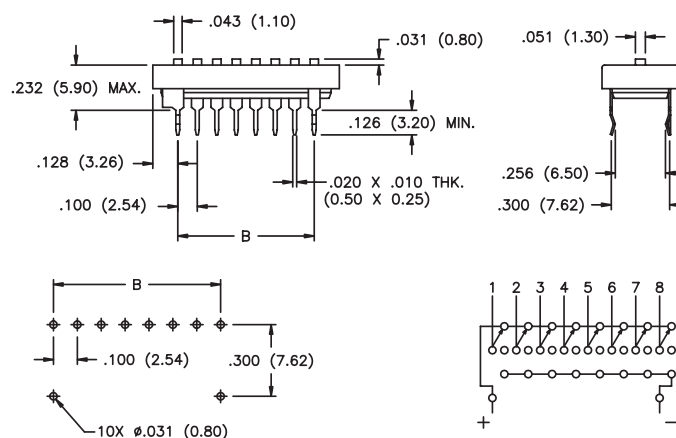 .043 (1.10)
.031 (0.80)
.051 (1.30)
.232 (5.90) MAX.
.126 (3.20) MIN.
.128 (3.26)
.020 X .010 THK.
(0.50 X 0.25)
.256 (6.50)
.100 (2.54)
.300 (7.62)
B
B
1 2 3 4 5 6 7 8
.100 (2.54)
.300 (7.62)
10X ø.031 (0.80)
+ −